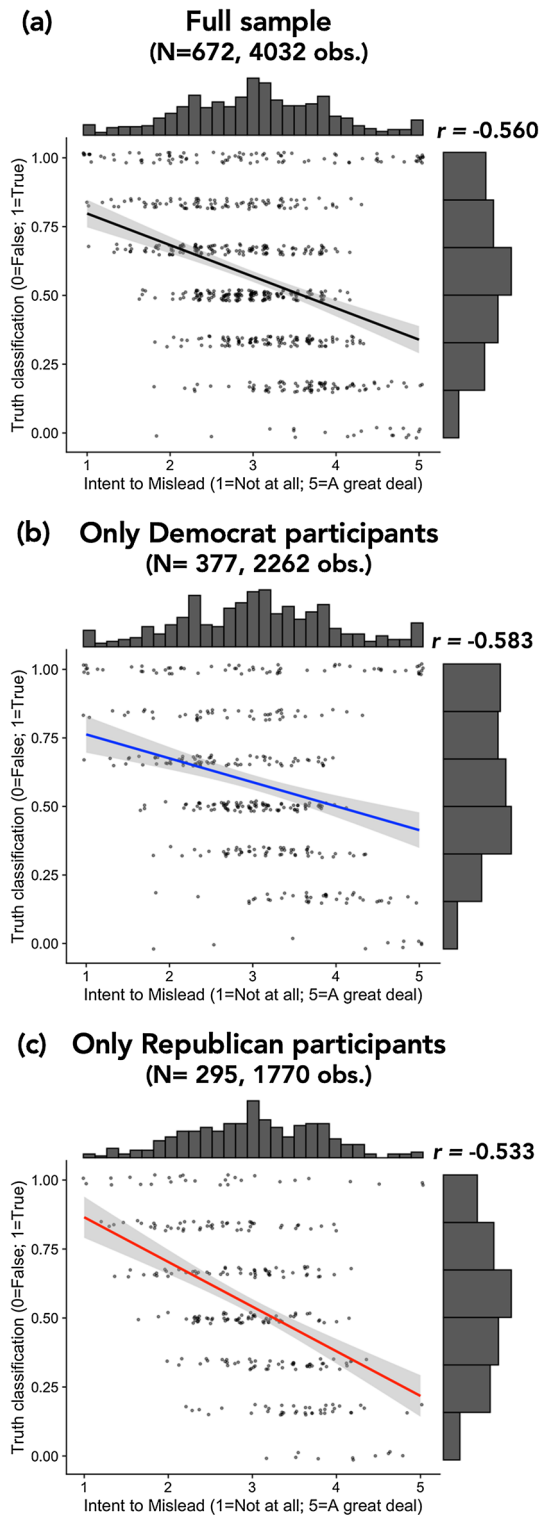 (a) Full sample
(N=672, 4032 obs.)
r = -0.560
1.00
0.75
0.50
0.25
0.00
Truth classification (0=False; 1=True)
1 2 3 4 5
Intent to Mislead (1=Not at all; 5=A great deal)
(b) Only Democrat participants
(N= 377, 2262 obs.)
r = -0.583
1.00
0.75
0.50
0.25
0.00
Truth classification (0=False; 1=True)
1 2 3 4 5
Intent to Mislead (1=Not at all; 5=A great deal)
(c) Only Republican participants
(N= 295, 1770 obs.)
r = -0.533
1.00
0.75
0.50
0.25
0.00
Truth classification (0=False; 1=True)
1 2 3 4 5
Intent to Mislead (1=Not at all; 5=A great deal)